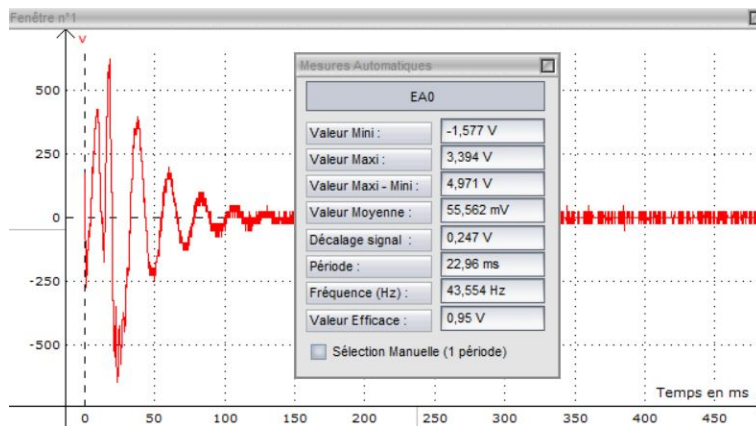 Fenêtre n°1
V
500
250
0
-250
-500
Mesures Automatiques
EA0
Valeur Mini : -1,577 V
Valeur Maxi : 3,394 V
Valeur Maxi - Mini : 4,971 V
Valeur Moyenne : 55,562 mV
Décalage signal : 0,247 V
Période : 22,96 ms
Fréquence (Hz) : 43,554 Hz
Valeur Efficace : 0,95 V
Sélection Manuelle (1 période)
Temps en ms
0 50 100 150 200 250 300 350 400 450